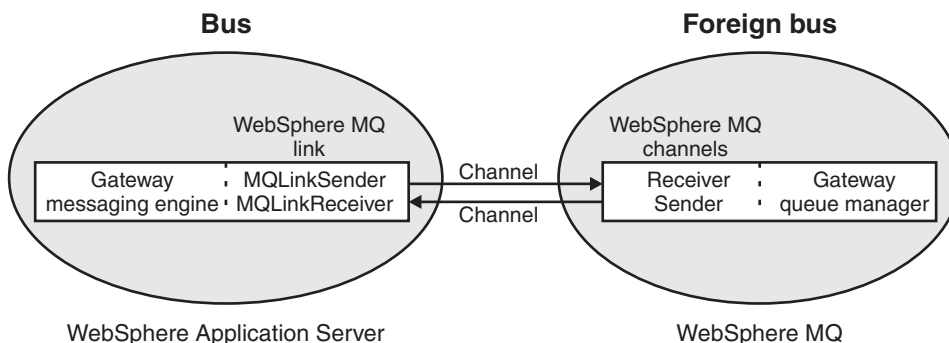 Bus
Foreign bus
WebSphere MQ
link
WebSphere MQ
channels
Gateway
messaging engine
MQLinkSender
MQLinkReceiver
Channel
Channel
Receiver
Sender
Gateway
queue manager
WebSphere Application Server
WebSphere MQ